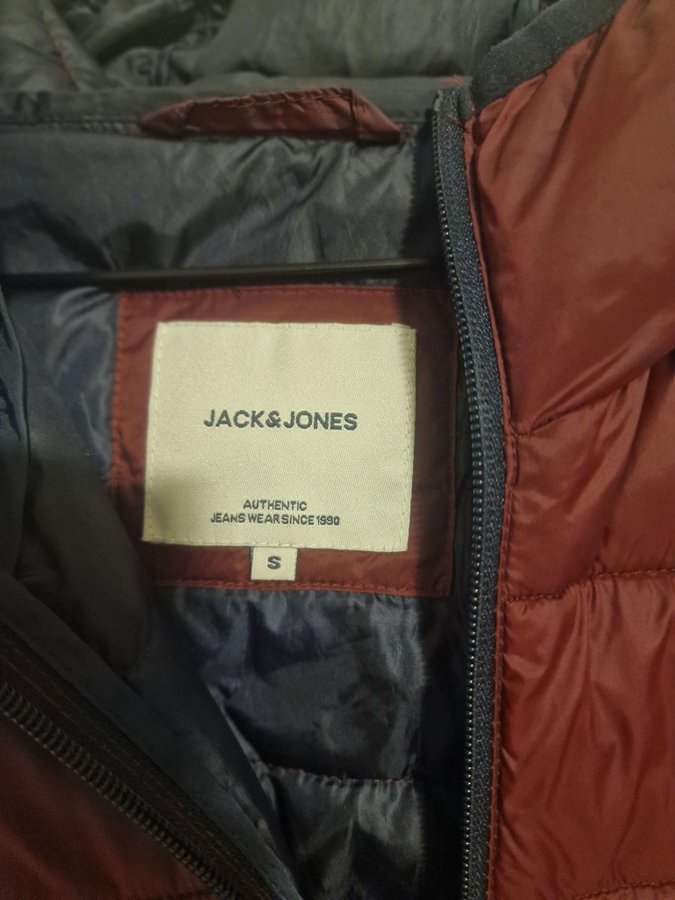 JACK&JONES
AUTHENTIC
JEANS WEAR SINCE 1990
S